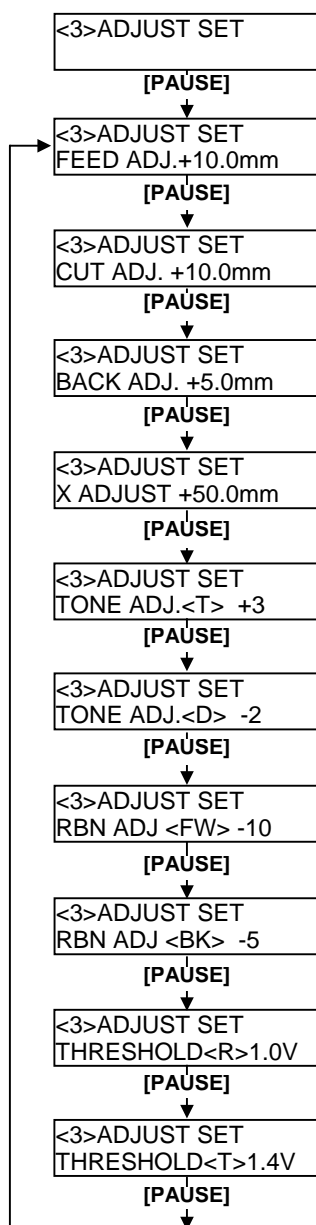 <3>ADJUST SET
[PAUSE]
<3>ADJUST SET
FEED ADJ.+10.0mm
[PAUSE]
<3>ADJUST SET
CUT ADJ. +10.0mm
[PAUSE]
<3>ADJUST SET
BACK ADJ. +5.0mm
[PAUSE]
<3>ADJUST SET
X ADJUST +50.0mm
[PAUSE]
<3>ADJUST SET
TONE ADJ.<T> +3
[PAUSE]
<3>ADJUST SET
TONE ADJ.<D> -2
[PAUSE]
<3>ADJUST SET
RBN ADJ <FW> -10
[PAUSE]
<3>ADJUST SET
RBN ADJ <BK> -5
[PAUSE]
<3>ADJUST SET
THRESHOLD<R>1.0V
[PAUSE]
<3>ADJUST SET
THRESHOLD<T>1.4V
[PAUSE]